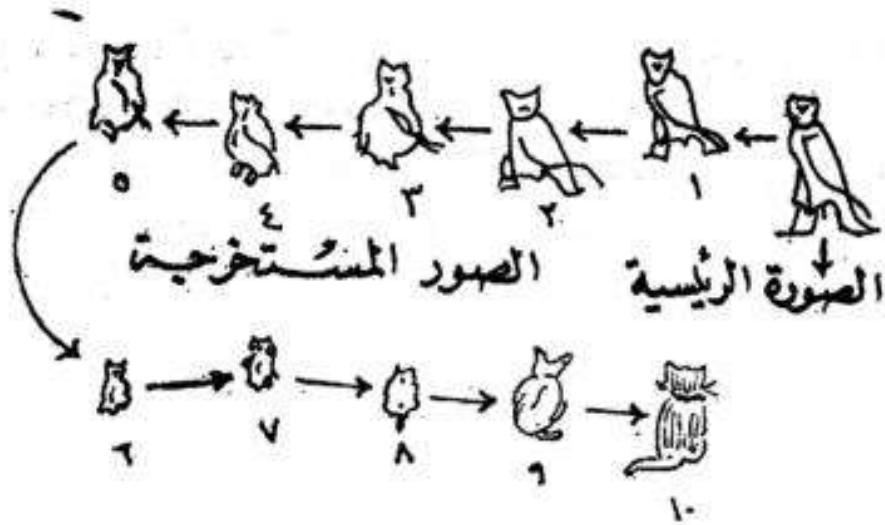 ١ ٢ ٣ ٤ ٥
الصورة الرئيسية
الصور المستخرجة
٦ ٧ ٨ ٩ ١٠